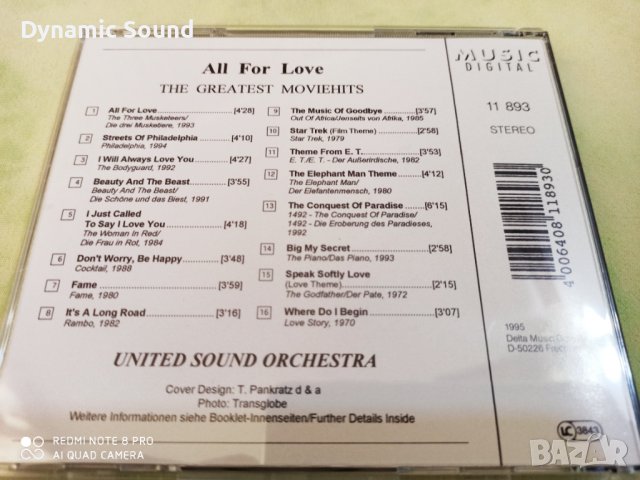 Dynamic Sound
All For Love
THE GREATEST MOVIEHITS
1 All For Love [4'28]
The Three Musketeers/
Die drei Musketiere, 1993
2 Streets Of Philadelphia [4'10]
Philadelphia, 1994
3 I Will Always Love You [4'27]
The Bodyguard, 1992
4 Beauty And The Beast [3'55]
Beauty And The Beast/
Die Schöne und das Biest, 1991
5 I Just Called
To Say I Love You [4'18]
The Woman In Red/
Die Frau in Rot, 1984
6 Don't Worry, Be Happy [3'48]
Cocktail, 1988
7 Fame [3'59]
Fame, 1980
8 It's A Long Road [3'16]
Rambo, 1982
9 The Music Of Goodbye [3'57]
Out Of Africa/Jenseits von Afrika, 1985
10 Star Trek (Film Theme) [2'58]
Star Trek, 1979
11 Theme From E.T. [3'53]
E.T./E.T. - Der Außerirdische, 1982
12 The Elephant Man Theme [4'12]
The Elephant Man/
Der Elefantenmensch, 1980
13 The Conquest Of Paradise [6'15]
1492 - The Conquest Of Paradise/
1492 - Die Eroberung des Paradieses,
1992
14 Big My Secret [2'58]
The Piano/Das Piano, 1993
15 Speak Softly Love
(Love Theme) [2'15]
The Godfather/Der Pate, 1972
16 Where Do I Begin [3'07]
Love Story, 1970
UNITED SOUND ORCHESTRA
Cover Design: T. Pankratz d & a
Photo: Transglobe
Weitere Informationen siehe Booklet-Innenseiten/Further Details Inside
MUSIC
DIGITAL
11 893
STEREO
4 006408 118930
1995
Delta Music
D-50226
LC 3843
REDMI NOTE 8 PRO
AI QUAD CAMERA
BAZAR